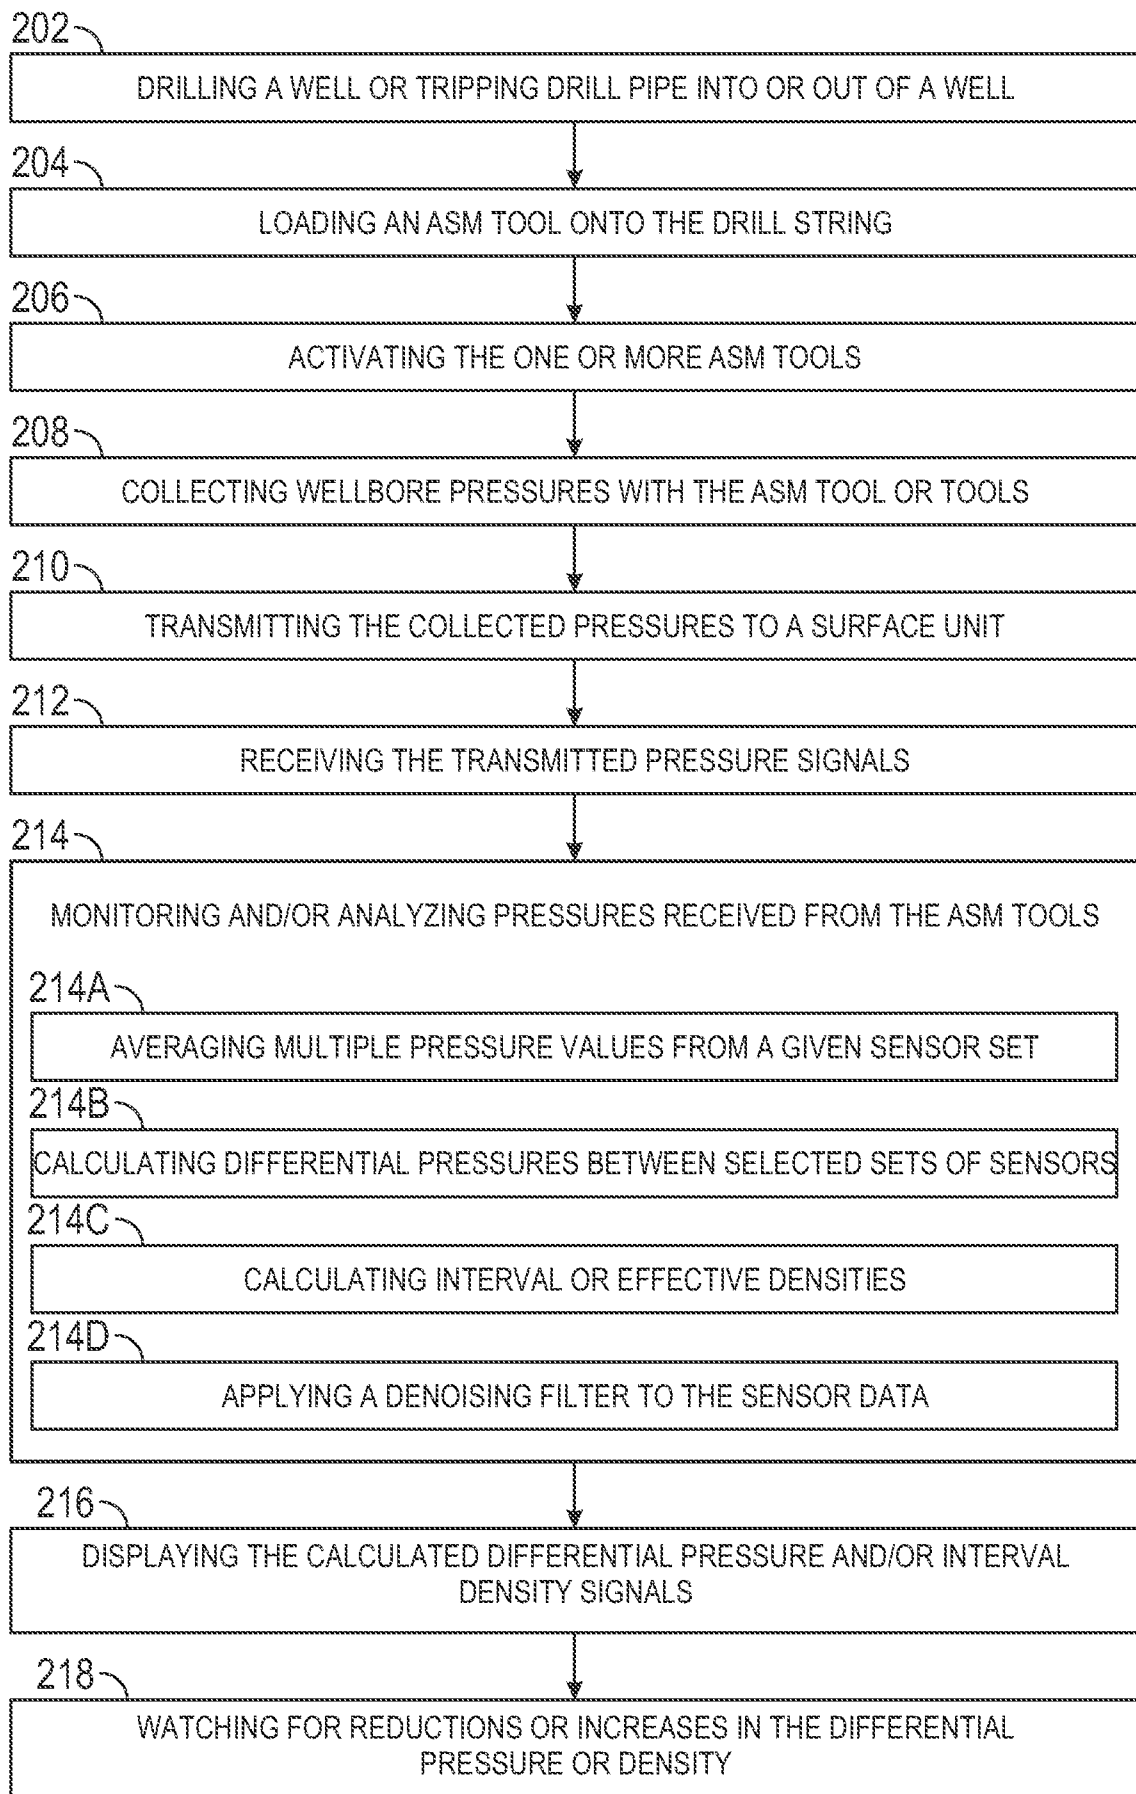 202
DRILLING A WELL OR TRIPPING DRILL PIPE INTO OR OUT OF A WELL
204
LOADING AN ASM TOOL ONTO THE DRILL STRING
206
ACTIVATING THE ONE OR MORE ASM TOOLS
208
COLLECTING WELLBORE PRESSURES WITH THE ASM TOOL OR TOOLS
210
TRANSMITTING THE COLLECTED PRESSURES TO A SURFACE UNIT
212
RECEIVING THE TRANSMITTED PRESSURE SIGNALS
214
MONITORING AND/OR ANALYZING PRESSURES RECEIVED FROM THE ASM TOOLS
214A
AVERAGING MULTIPLE PRESSURE VALUES FROM A GIVEN SENSOR SET
214B
CALCULATING DIFFERENTIAL PRESSURES BETWEEN SELECTED SETS OF SENSORS
214C
CALCULATING INTERVAL OR EFFECTIVE DENSITIES
214D
APPLYING A DENOISING FILTER TO THE SENSOR DATA
216
DISPLAYING THE CALCULATED DIFFERENTIAL PRESSURE AND/OR INTERVAL
DENSITY SIGNALS
218
WATCHING FOR REDUCTIONS OR INCREASES IN THE DIFFERENTIAL
PRESSURE OR DENSITY